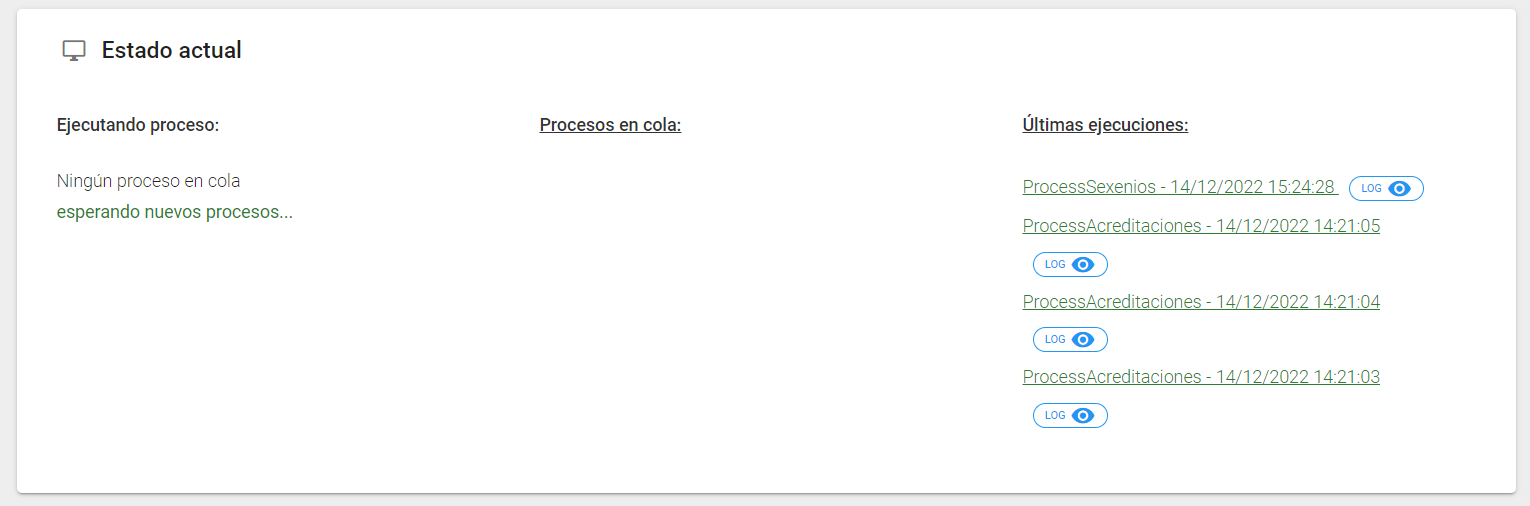 Estado actual
Ejecutando proceso:
Ningún proceso en cola
esperando nuevos procesos...
Procesos en cola:
Últimas ejecuciones:
ProcessSexenios - 14/12/2022 15:24:28 LOG
ProcessAcreditaciones - 14/12/2022 14:21:05
LOG
ProcessAcreditaciones - 14/12/2022 14:21:04
LOG
ProcessAcreditaciones - 14/12/2022 14:21:03
LOG